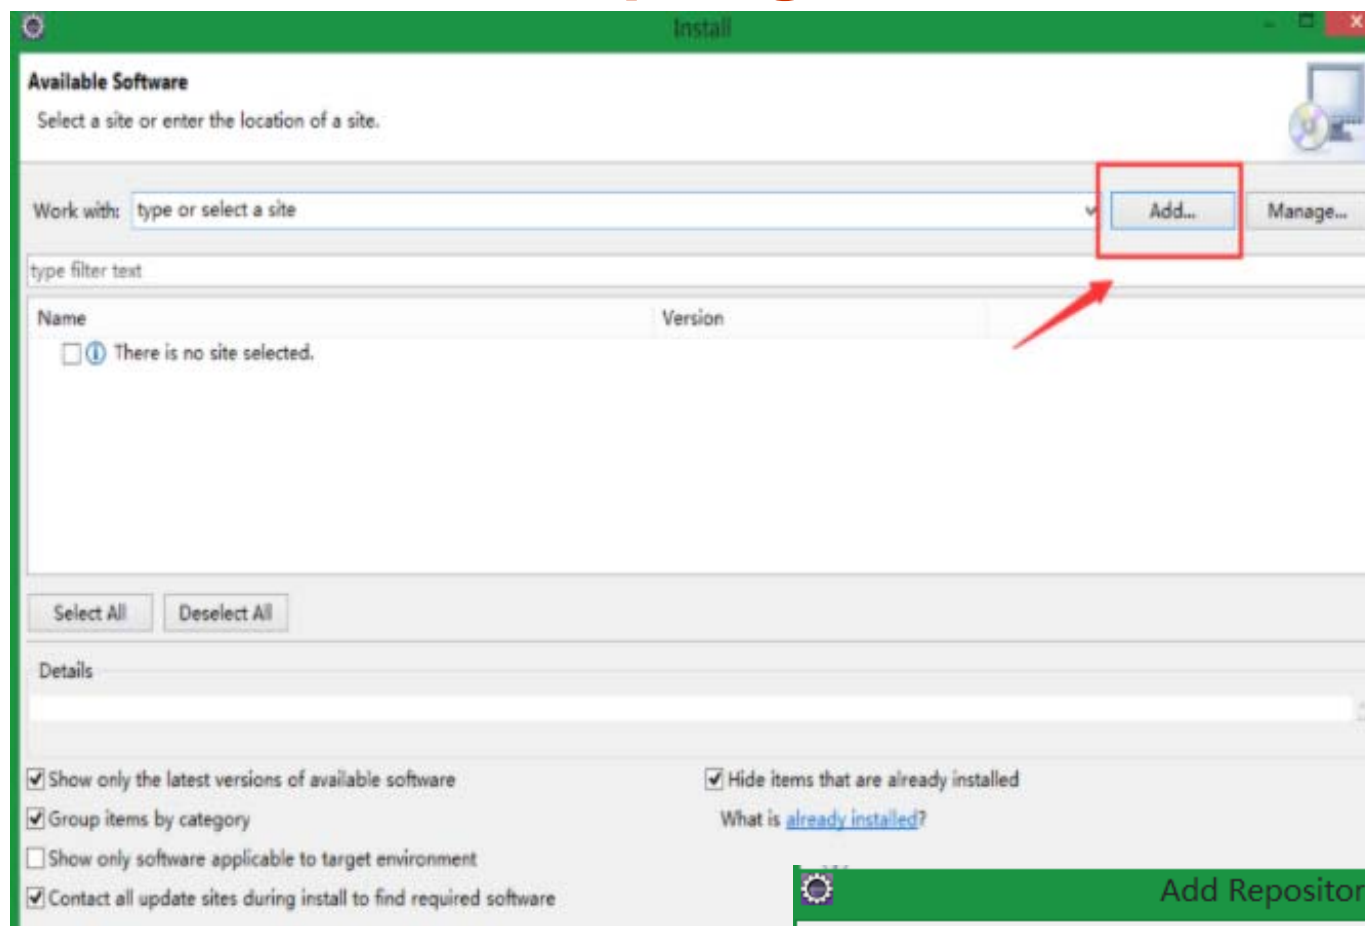 Install
Available Software
Select a site or enter the location of a site.
Work with: type or select a site Add... Manage...
type filter text
Name Version
There is no site selected.
Select All Deselect All
Details
Show only the latest versions of available software Hide items that are already installed
Group items by category What is already installed?
Show only software applicable to target environment
Contact all update sites during install to find required software
Add Repositor